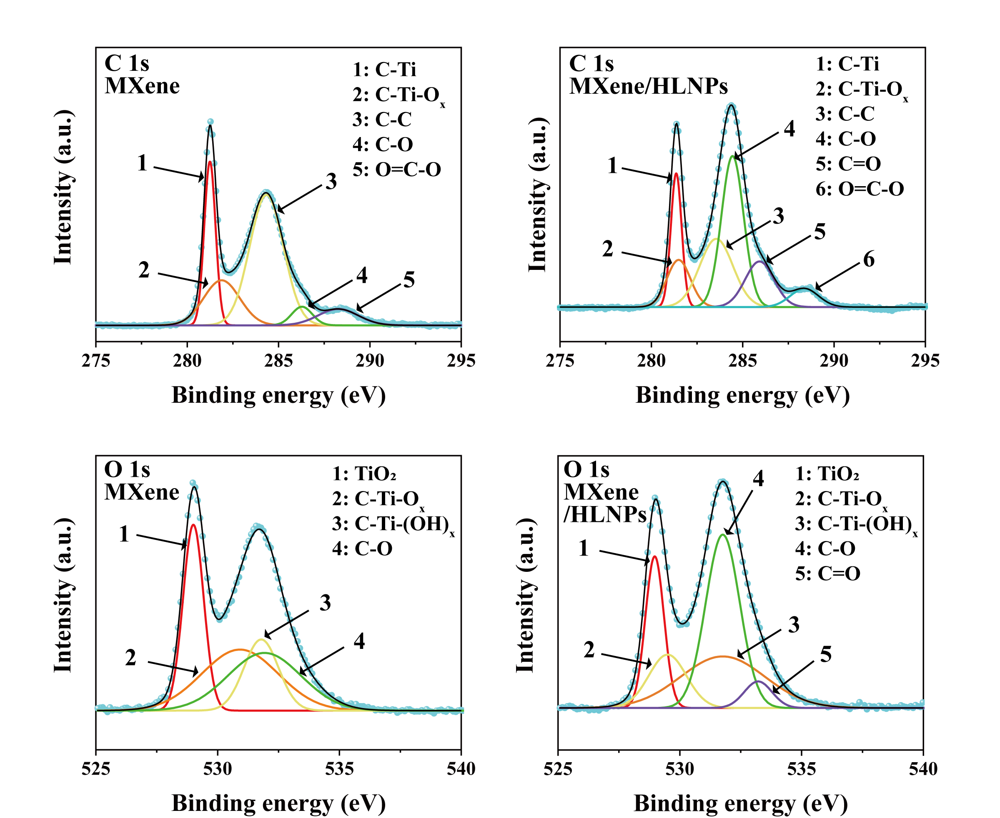 C 1s
MXene
1: C-Ti
2: C-Ti-Oₓ
3: C-C
4: C-O
5: O=C-O
1
2
3
4
5
Intensity (a.u.)
275 280 285 290 295
Binding energy (eV)
C 1s
MXene/HLNPs
1: C-Ti
2: C-Ti-Oₓ
3: C-C
4: C-O
5: C=O
6: O=C-O
1
2
4
3
5
6
Intensity (a.u.)
275 280 285 290 295
Binding energy (eV)
O 1s
MXene
1: TiO₂
2: C-Ti-Oₓ
3: C-Ti-(OH)ₓ
4: C-O
1
2
3
4
Intensity (a.u.)
525 530 535 540
Binding energy (eV)
O 1s
MXene
/HLNPs
1: TiO₂
2: C-Ti-Oₓ
3: C-Ti-(OH)ₓ
4: C-O
5: C=O
4
1
2
3
5
Intensity (a.u.)
525 530 535 540
Binding energy (eV)